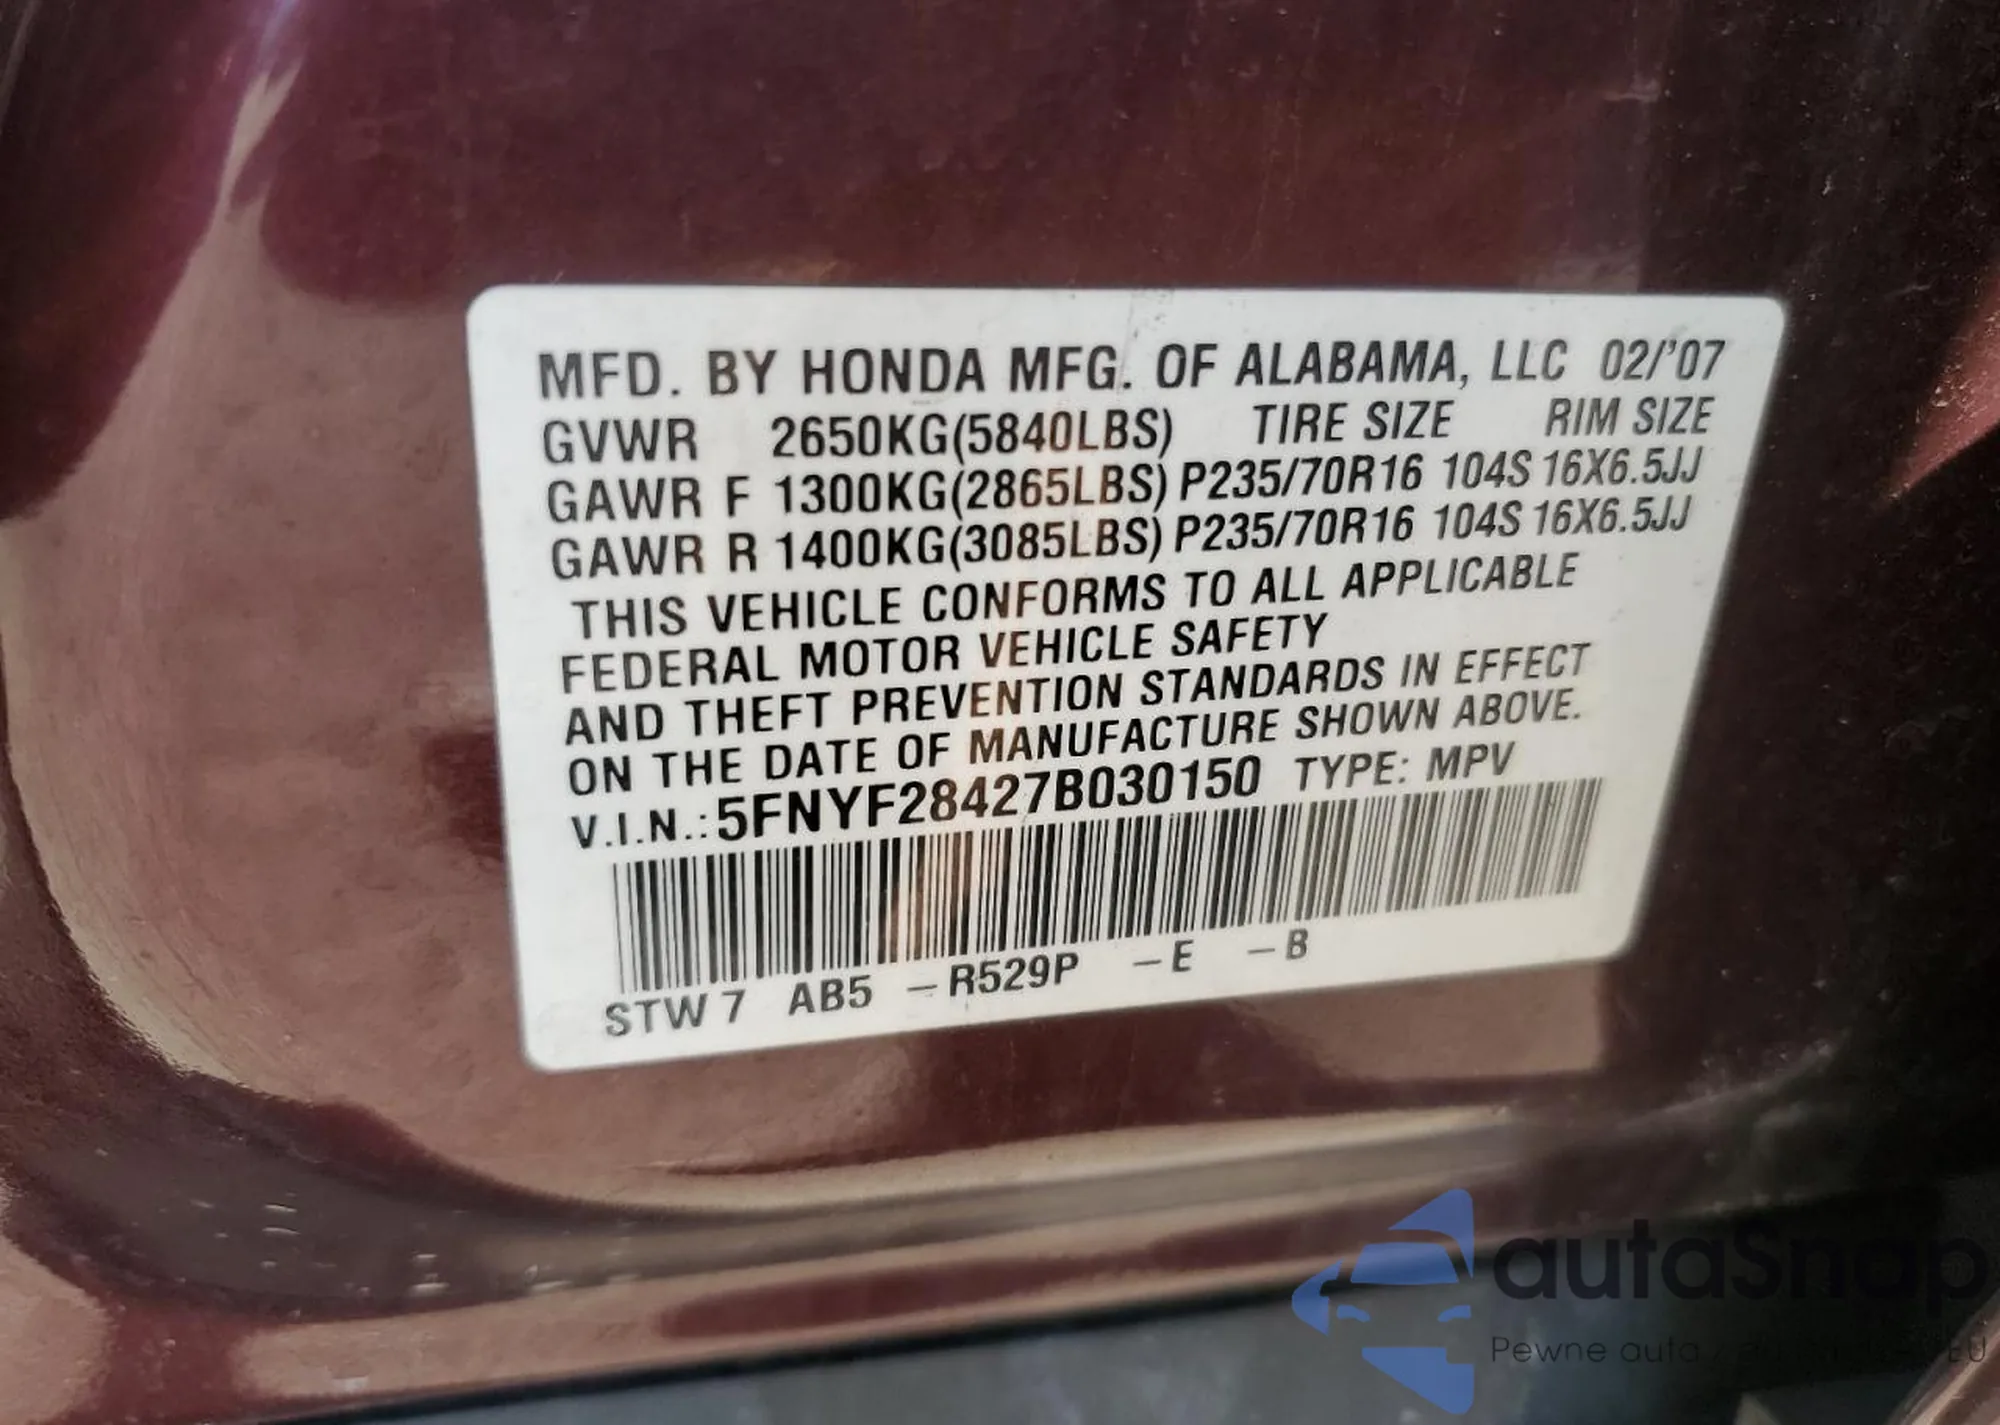 MFD. BY HONDA MFG. OF ALABAMA, LLC 02/'07
GVWR 2650KG(5840LBS) TIRE SIZE RIM SIZE
GAWR F 1300KG(2865LBS) P235/70R16 104S 16X6.5JJ
GAWR R 1400KG(3085LBS) P235/70R16 104S 16X6.5JJ
THIS VEHICLE CONFORMS TO ALL APPLICABLE
FEDERAL MOTOR VEHICLE SAFETY
AND THEFT PREVENTION STANDARDS IN EFFECT
ON THE DATE OF MANUFACTURE SHOWN ABOVE.
V.I.N.: 5FNYF28427B030150 TYPE: MPV
STW 7 AB5 –R529P –E –B
autaSnap
Pewne auta EU